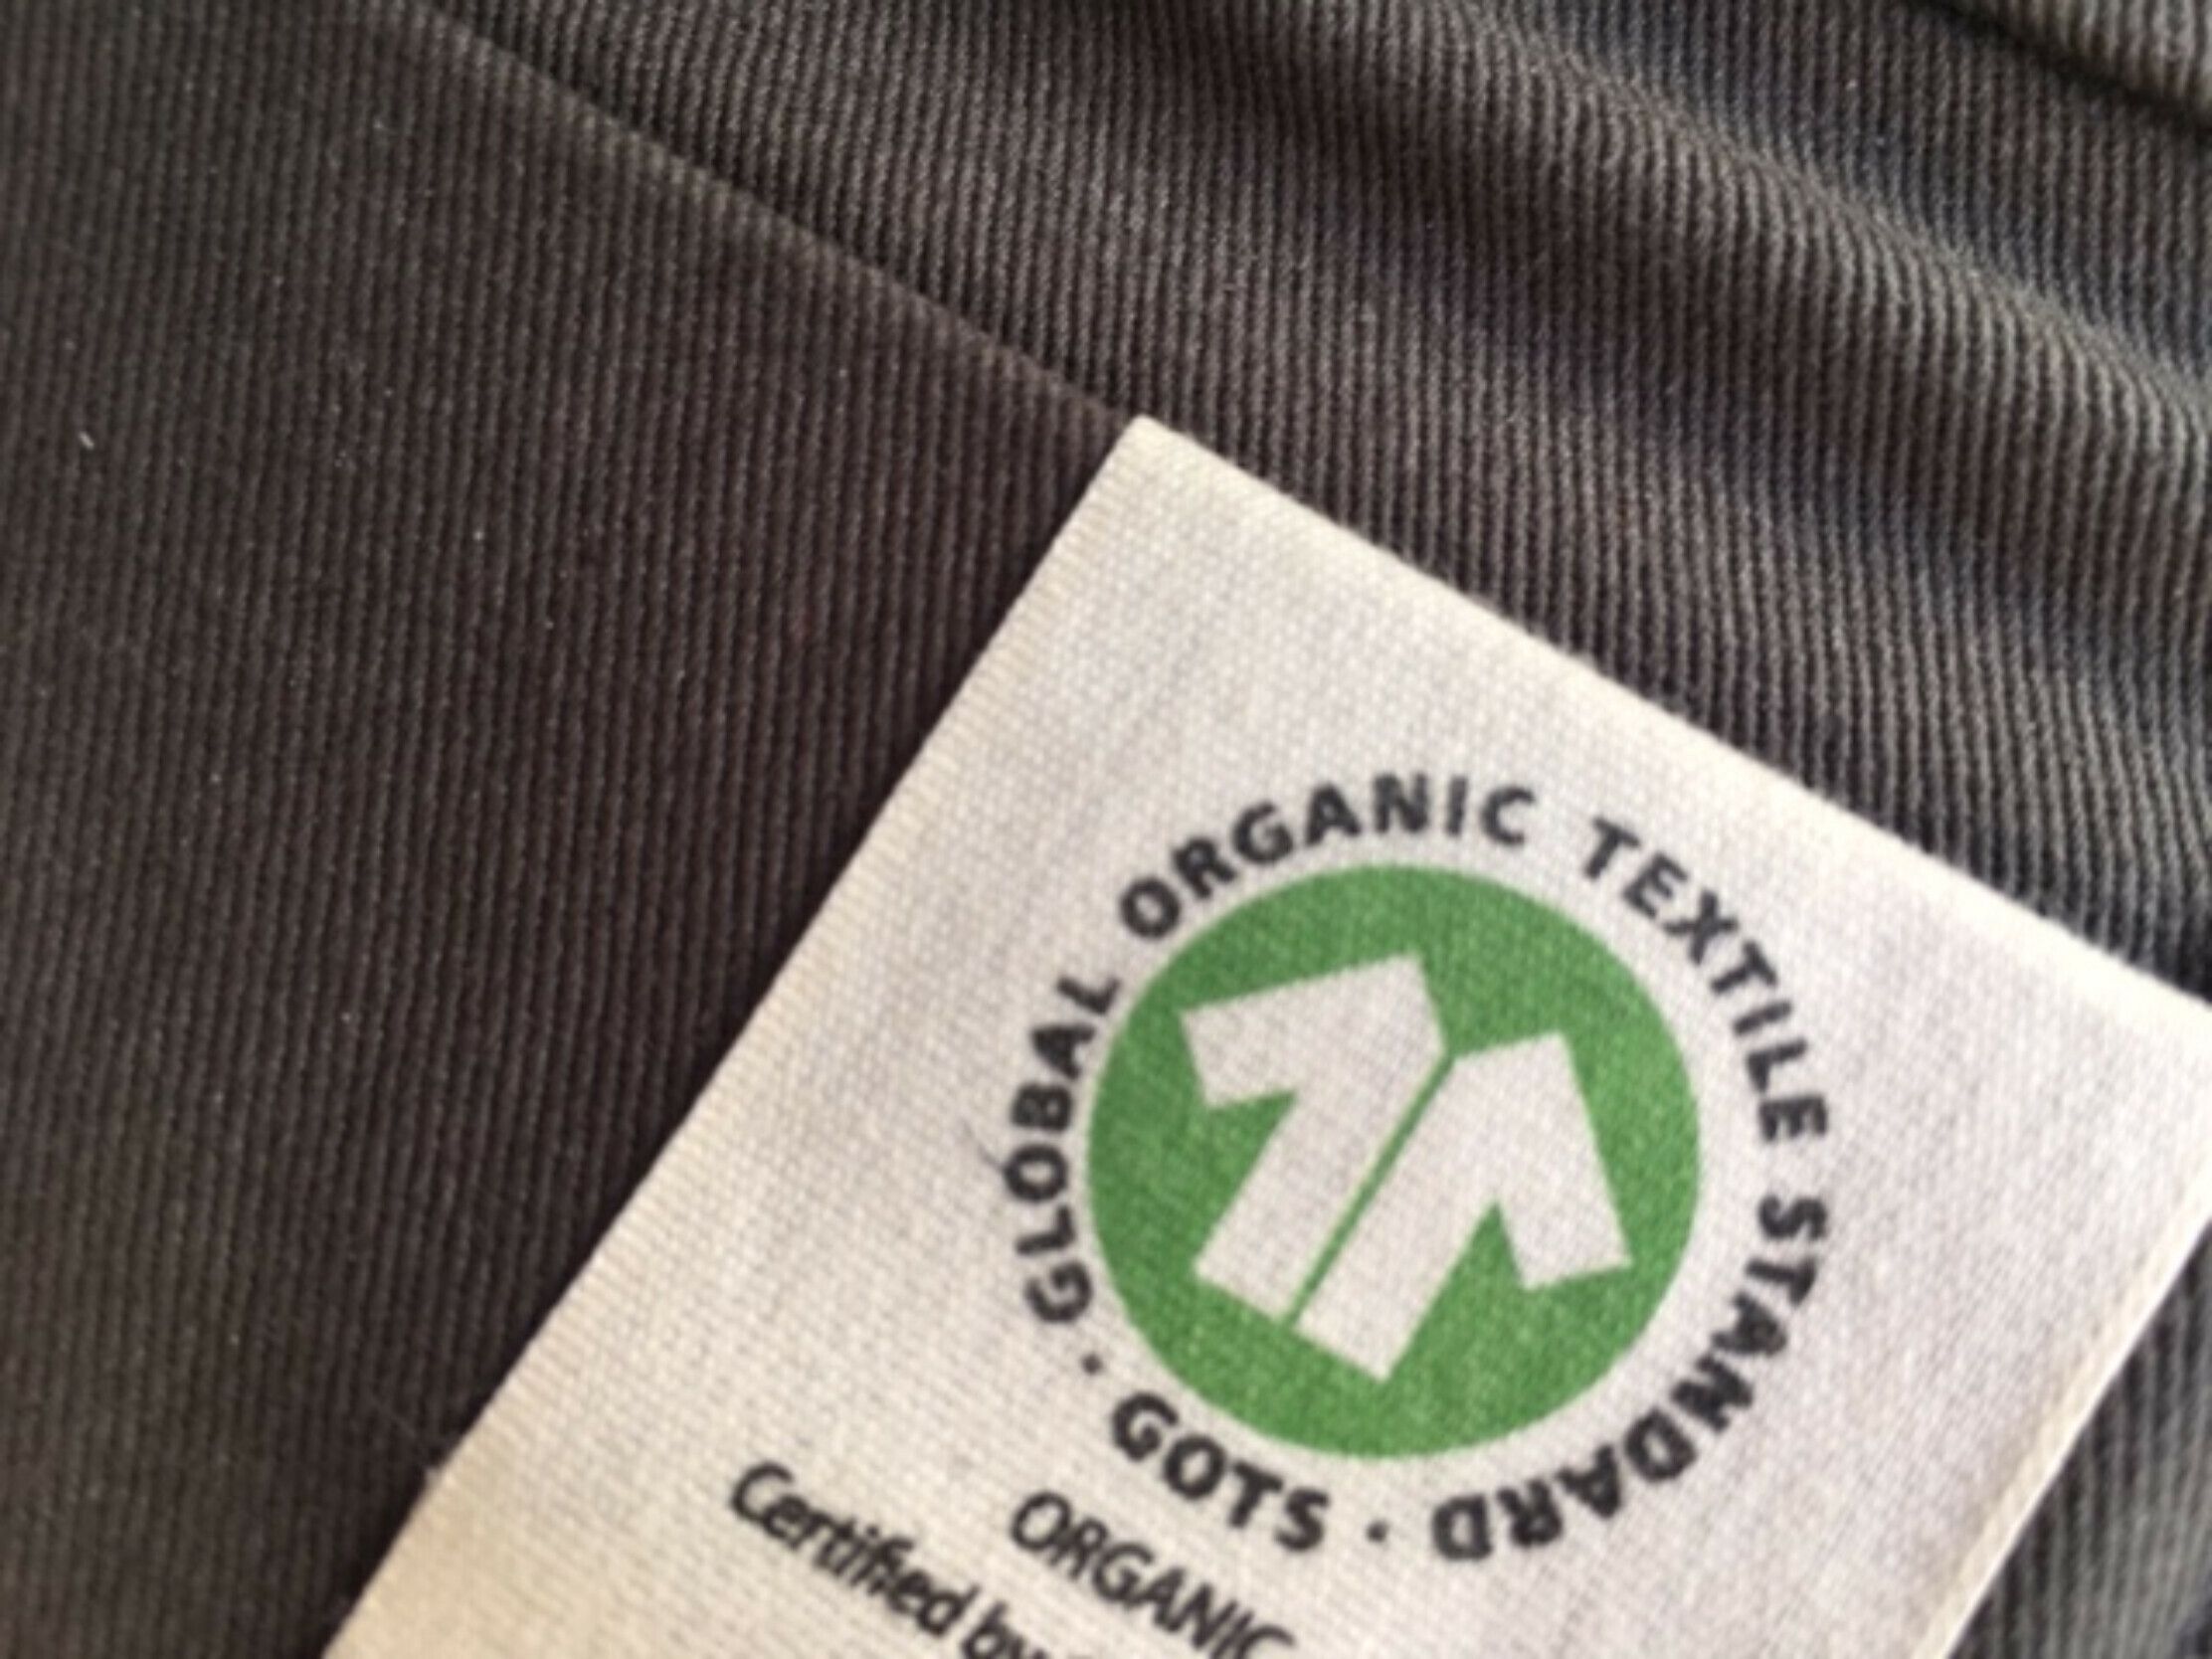 GLOBAL ORGANIC TEXTILE STANDARD · GOTS ·
ORGANIC
Certified by